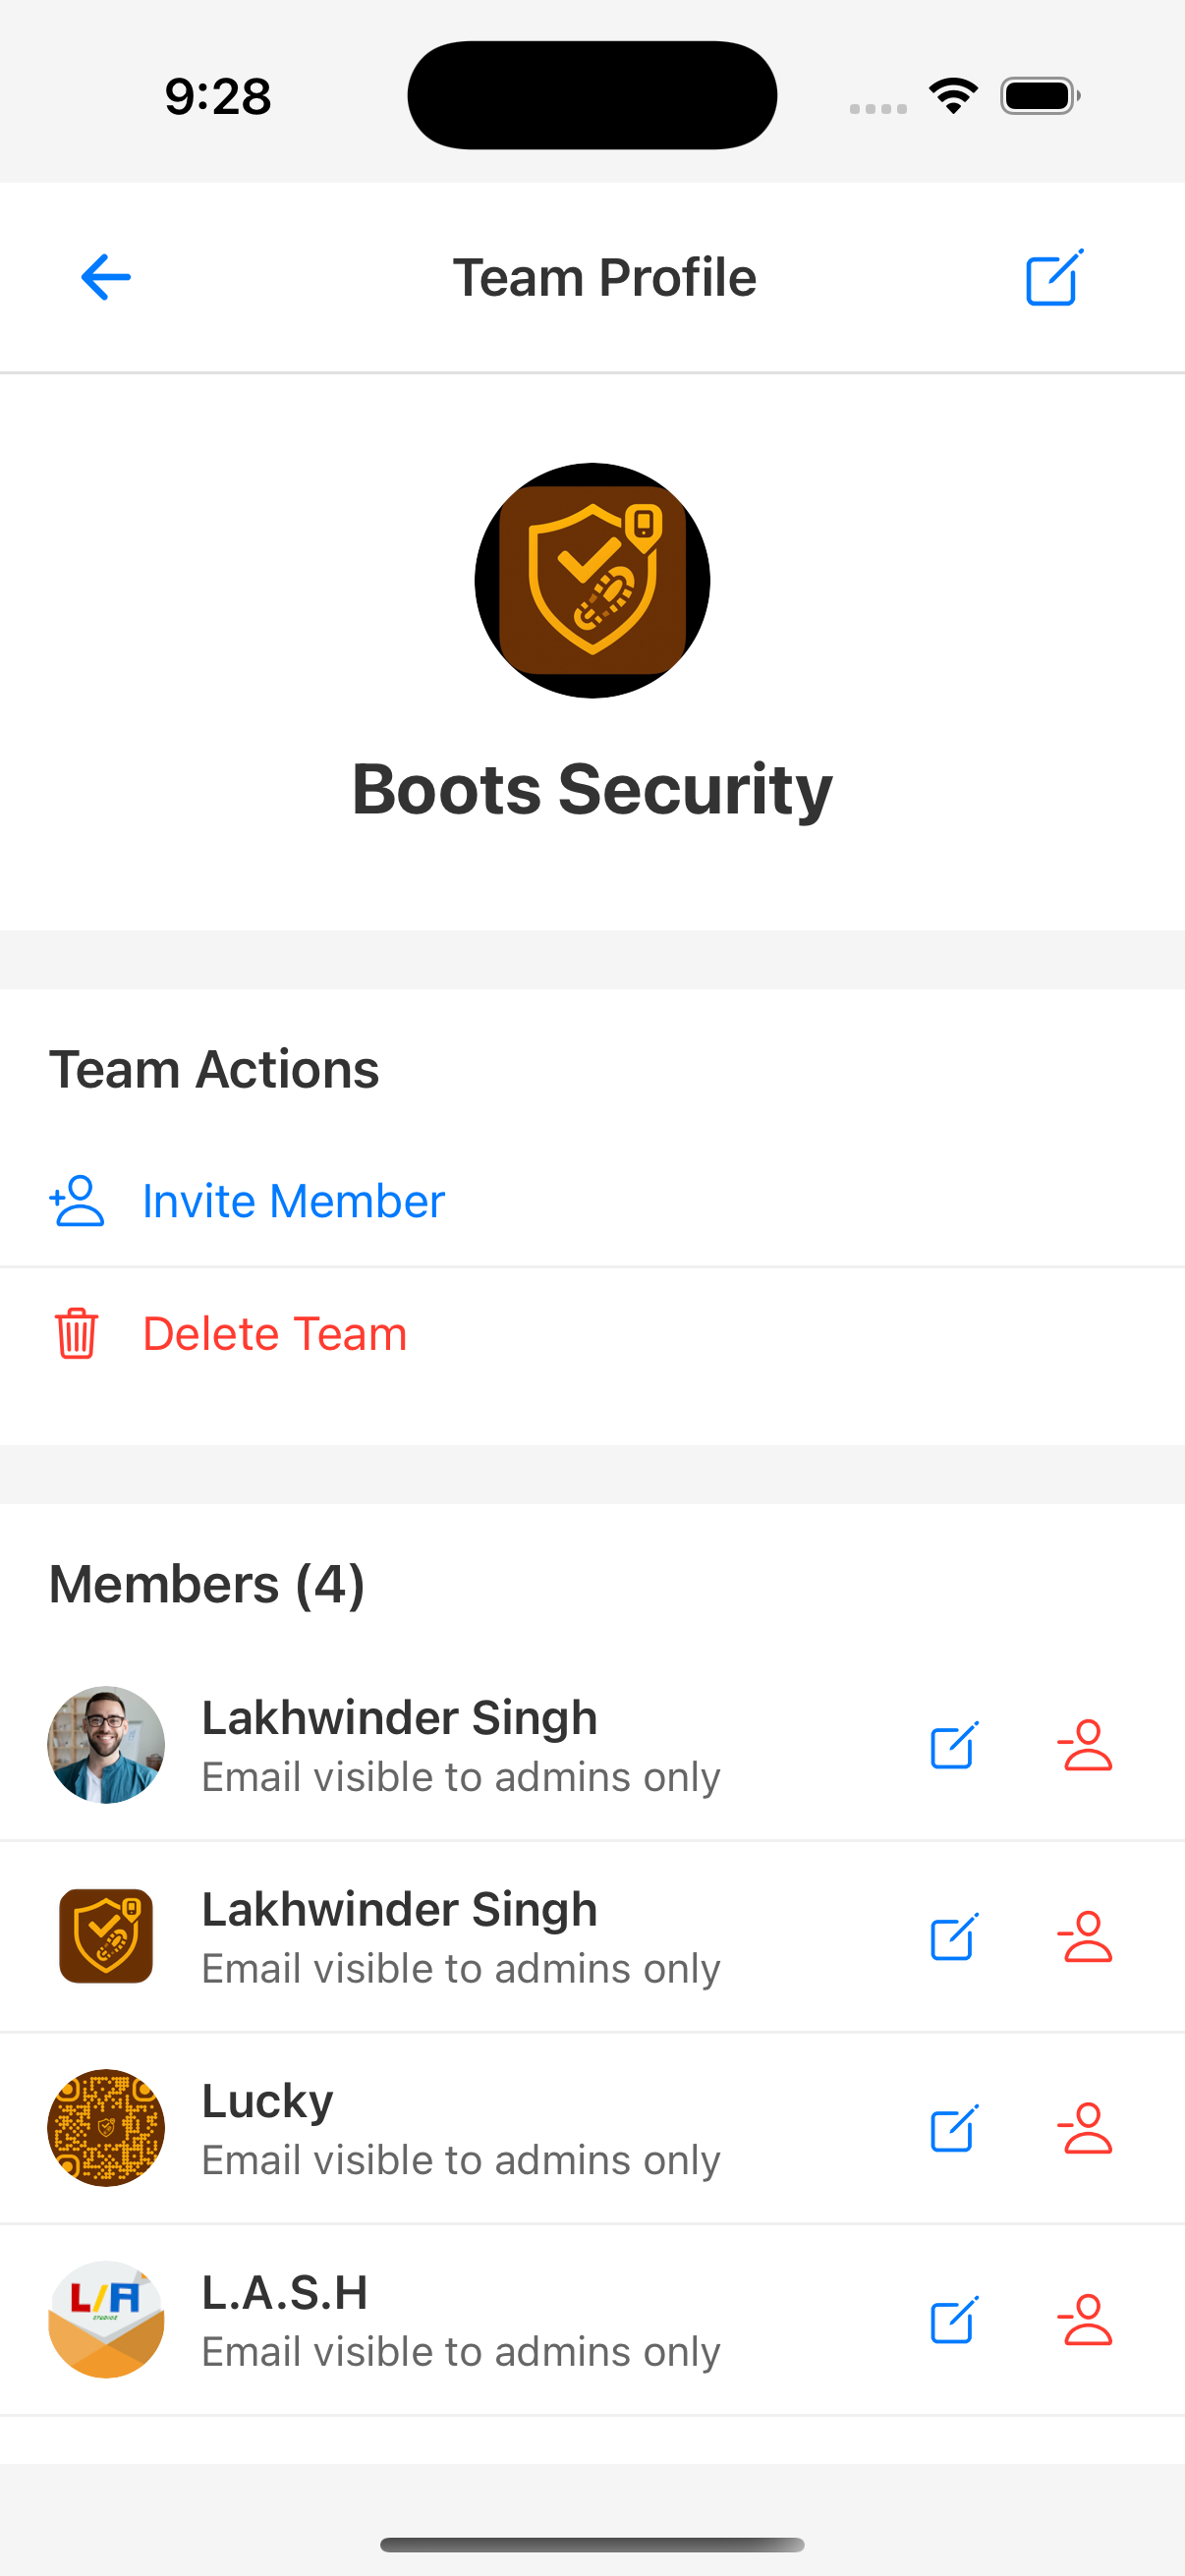 9:28
Team Profile
Boots Security
Team Actions
Invite Member
Delete Team
Members (4)
Lakhwinder Singh
Email visible to admins only
Lakhwinder Singh
Email visible to admins only
Lucky
Email visible to admins only
L/A
STUDIOS
L.A.S.H
Email visible to admins only